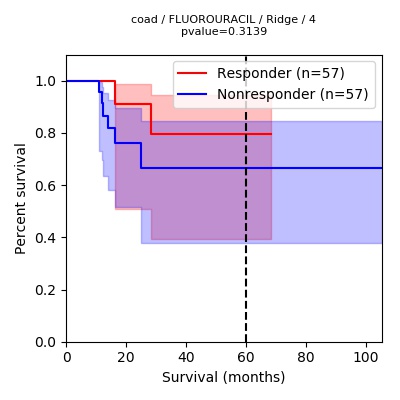 coad / FLUOROURACIL / Ridge / 4
pvalue=0.3139
Responder (n=57)
Nonresponder (n=57)
Percent survival
1.0
0.8
0.6
0.4
0.2
0.0
0 20 40 60 80 100
Survival (months)